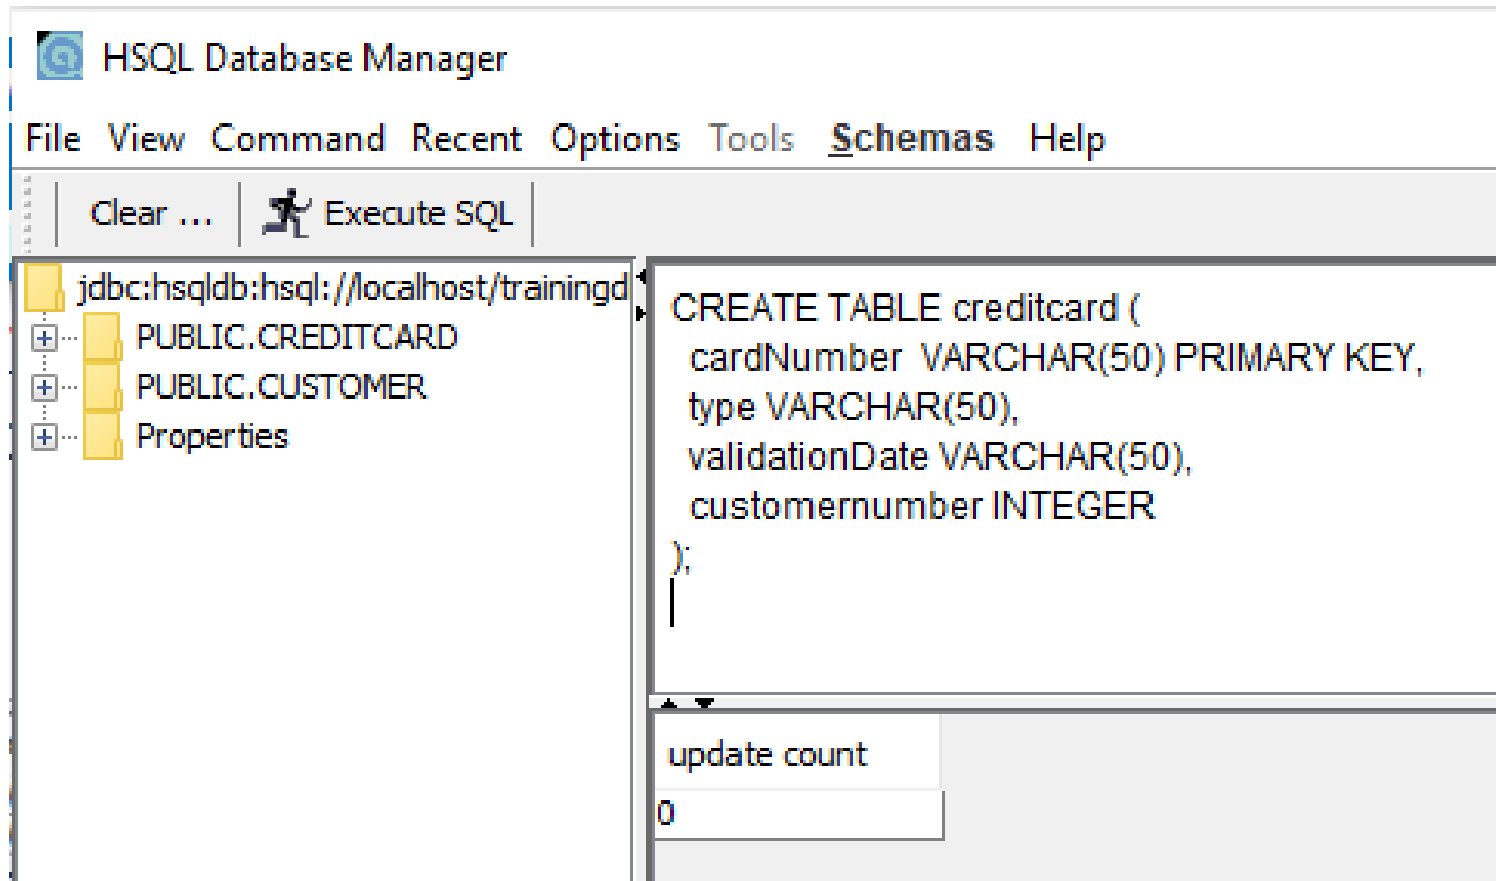 HSQL Database Manager
File View Command Recent Options Tools Schemas Help
Clear ... Execute SQL
jdbc:hsqldb:hsql://localhost/trainingd
PUBLIC.CREDITCARD
PUBLIC.CUSTOMER
Properties
CREATE TABLE creditcard (
cardNumber VARCHAR(50) PRIMARY KEY,
type VARCHAR(50),
validationDate VARCHAR(50),
customernumber INTEGER
);
update count
0